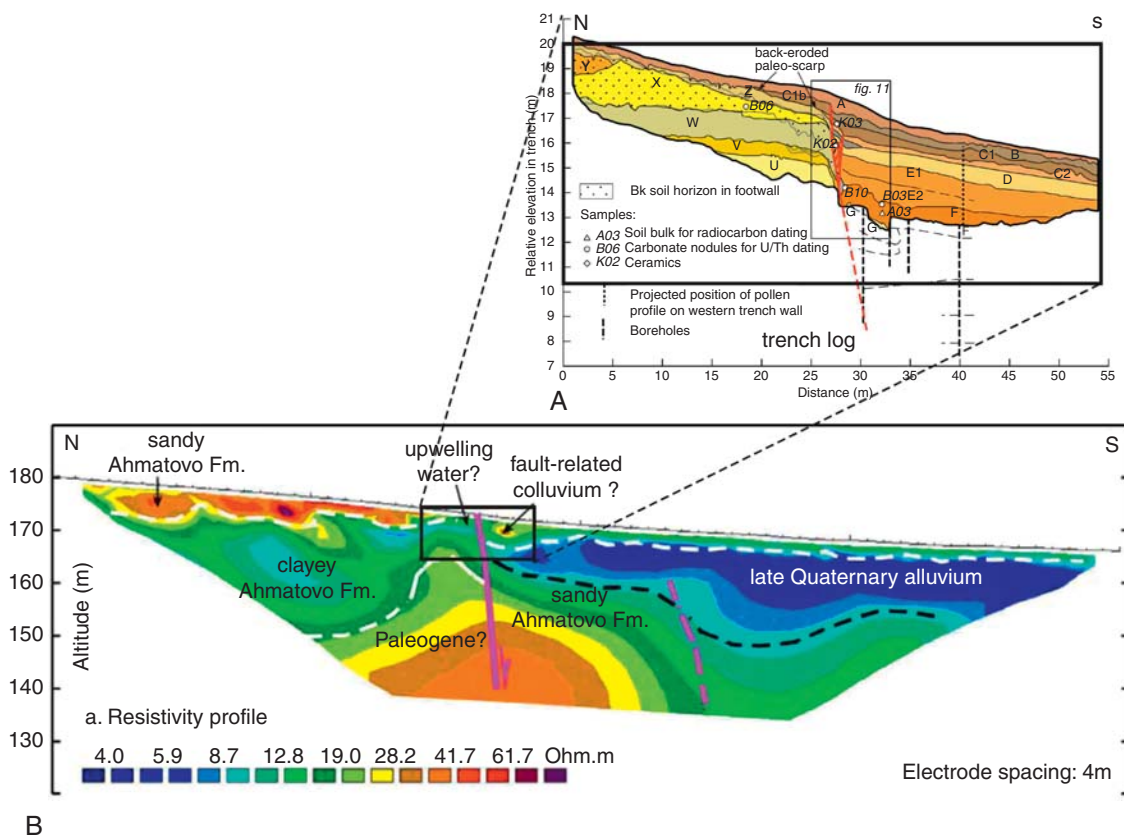 21
20
19
18
17
16
15
14
13
12
11
10
9
8
7
Relative elevation in trench (m)
N
S
back-eroded
paleo-scarp
fig. 11
Y
X
Z
B06
C1b
A
K03
W
K02
V
U
C1
B
C2
E1
D
B10
B03
E2
G
A03
F
G
Bk soil horizon in footwall
Samples:
A03 Soil bulk for radiocarbon dating
B06 Carbonate nodules for U/Th dating
K02 Ceramics
Projected position of pollen
profile on western trench wall
Boreholes
trench log
0 5 10 15 20 25 30 35 40 45 50 55
Distance (m)
A
N
S
sandy
Ahmatovo Fm.
upwelling
water?
fault-related
colluvium ?
180
170
160
150
140
130
Altitude (m)
clayey
Ahmatovo Fm.
sandy
Ahmatovo Fm.
late Quaternary alluvium
Paleogene?
a. Resistivity profile
4.0 5.9 8.7 12.8 19.0 28.2 41.7 61.7 Ohm.m
Electrode spacing: 4m
B